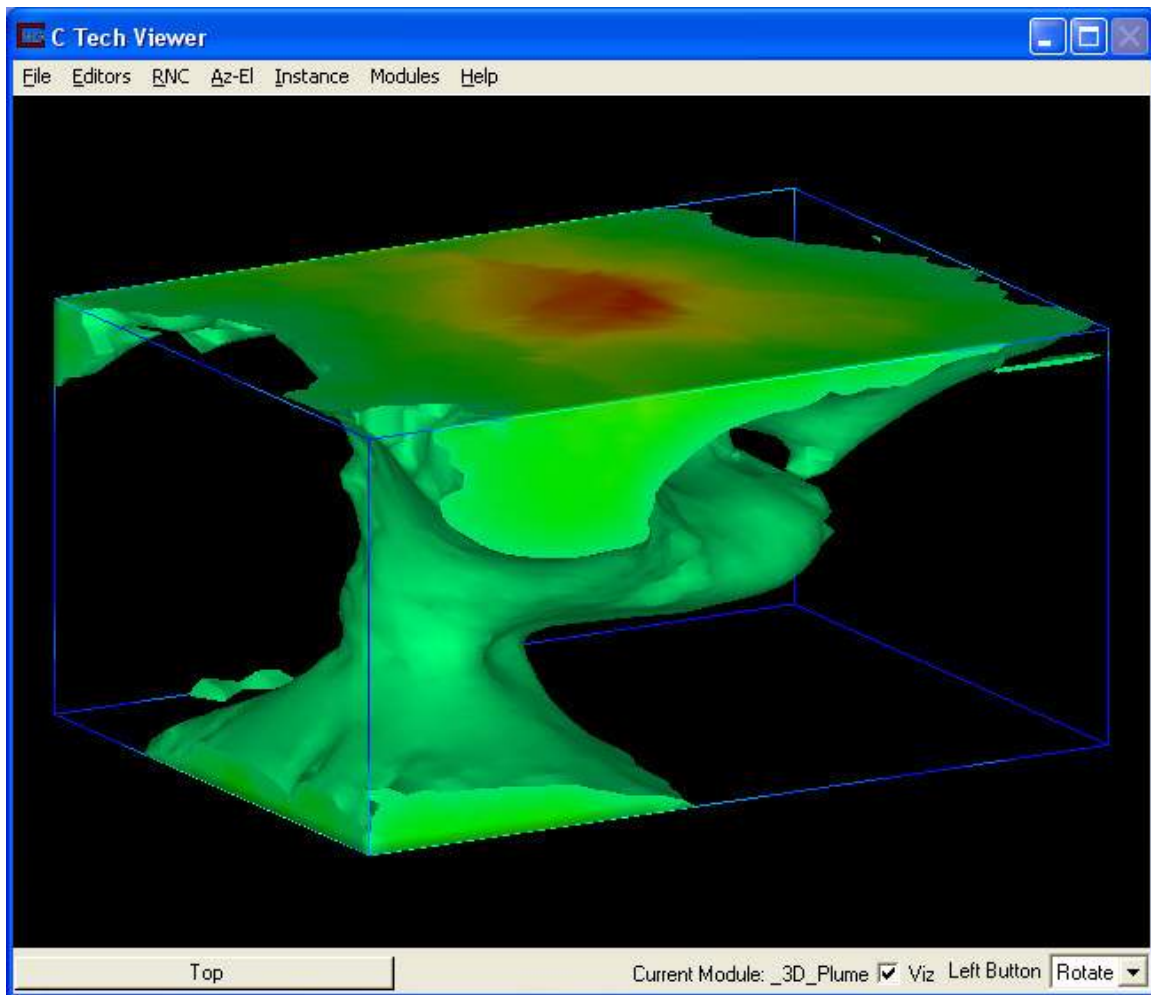 C Tech Viewer
File Editors RNC Az-El Instance Modules Help
Top Current Module: _3D_Plume Viz Left Button Rotate